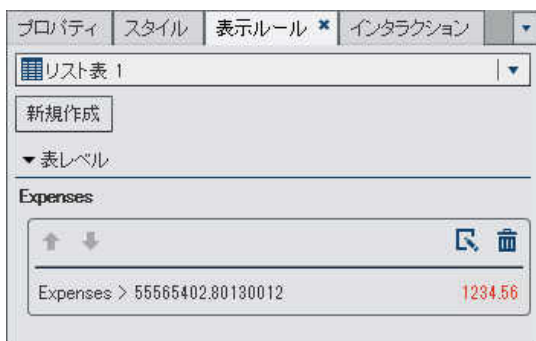 プロパティ スタイル 表示ルール × インタラクション
リスト表 1
新規作成
▼表レベル
Expenses
Expenses > 55565402.80130012 1234.56